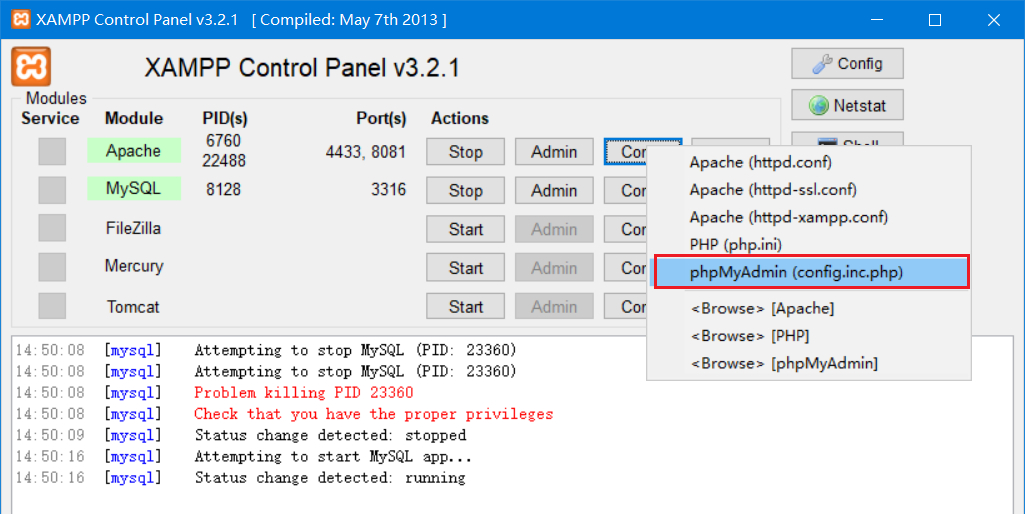 XAMPP Control Panel v3.2.1 [ Compiled: May 7th 2013 ]
XAMPP Control Panel v3.2.1
Config
Modules
Service Module PID(s) Port(s) Actions
Netstat
Apache 6760 22488 4433, 8081 Stop Admin
Apache (httpd.conf)
MySQL 8128 3316 Stop Admin
Apache (httpd-ssl.conf)
Apache (httpd-xampp.conf)
FileZilla Start Admin
PHP (php.ini)
Mercury Start Admin
phpMyAdmin (config.inc.php)
Tomcat Start Admin
<Browse> [Apache]
<Browse> [PHP]
<Browse> [phpMyAdmin]
14:50:08 [mysql] Attempting to stop MySQL (PID: 23360)
14:50:08 [mysql] Attempting to stop MySQL (PID: 23360)
14:50:08 [mysql] Problem killing PID 23360
14:50:08 [mysql] Check that you have the proper privileges
14:50:09 [mysql] Status change detected: stopped
14:50:16 [mysql] Attempting to start MySQL app...
14:50:16 [mysql] Status change detected: running